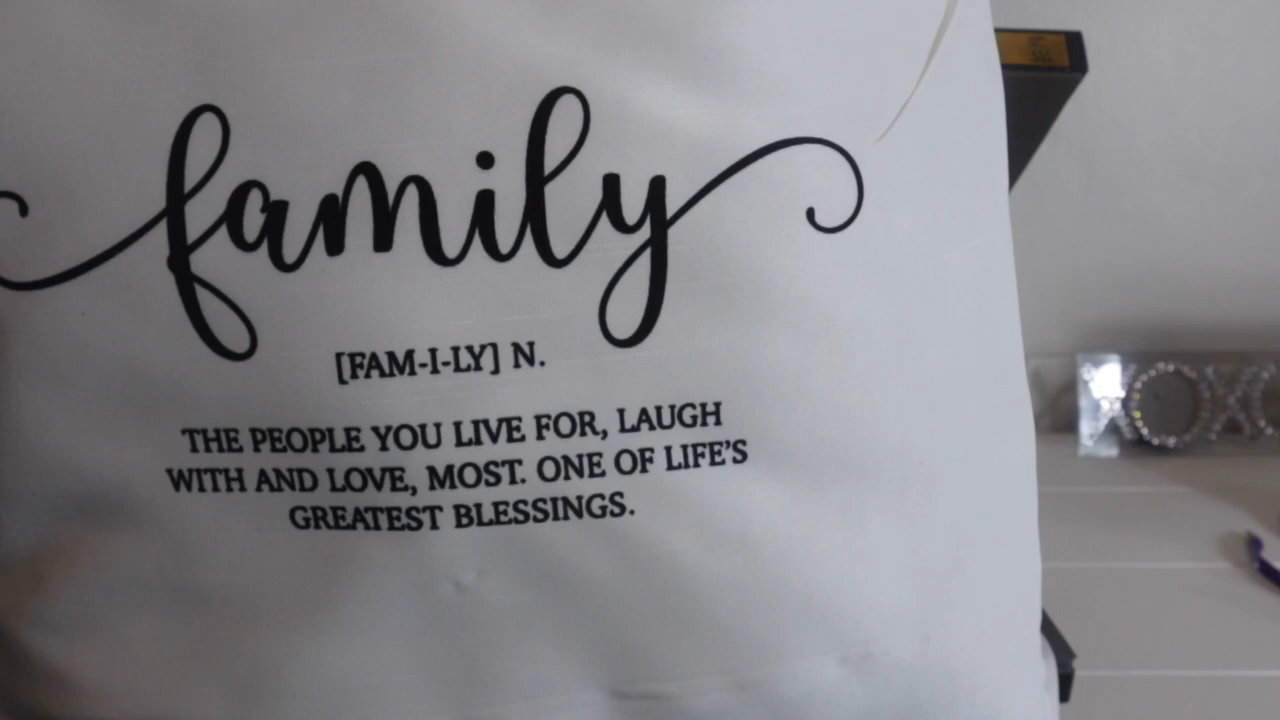 family
[FAM-I-LY] N.
THE PEOPLE YOU LIVE FOR, LAUGH
WITH AND LOVE, MOST. ONE OF LIFE'S
GREATEST BLESSINGS.
XOXO